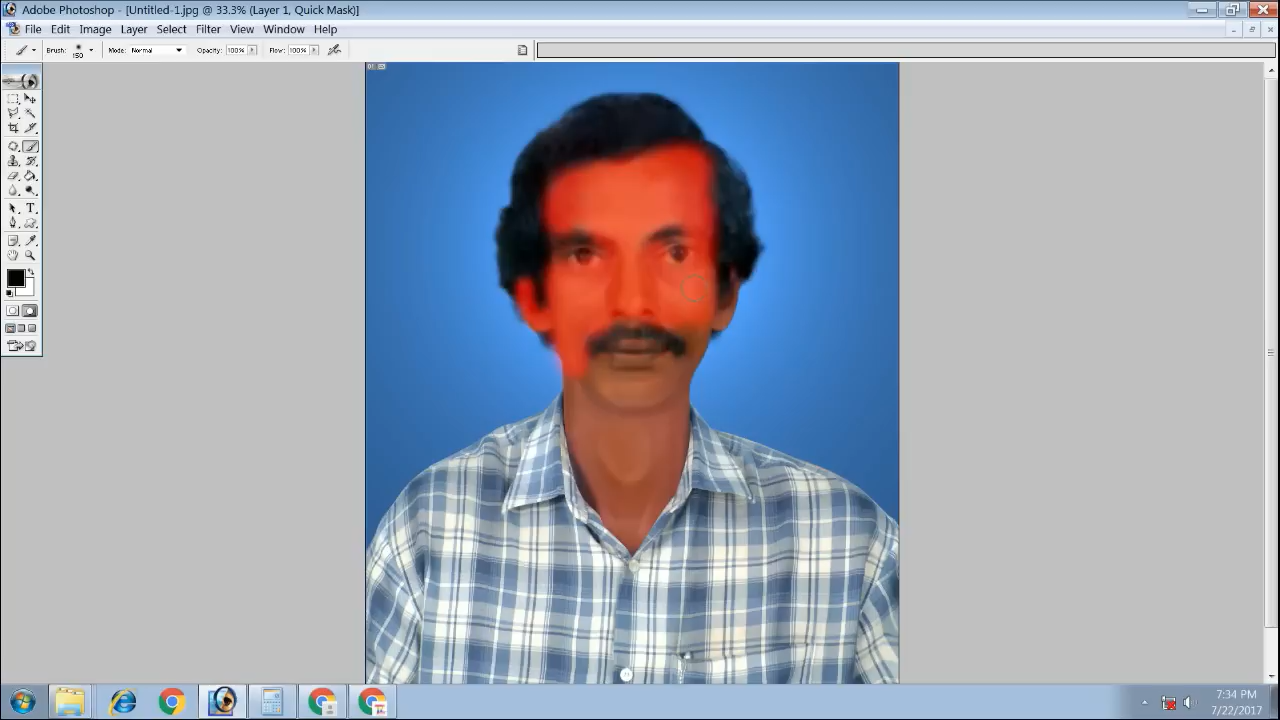 Adobe Photoshop - [Untitled-1.jpg @ 33.3% (Layer 1, Quick Mask)]
File Edit Image Layer Select Filter View Window Help
Brush: 150 Mode: Normal Opacity: 100% Flow: 100%
T
7:34 PM
7/22/2017